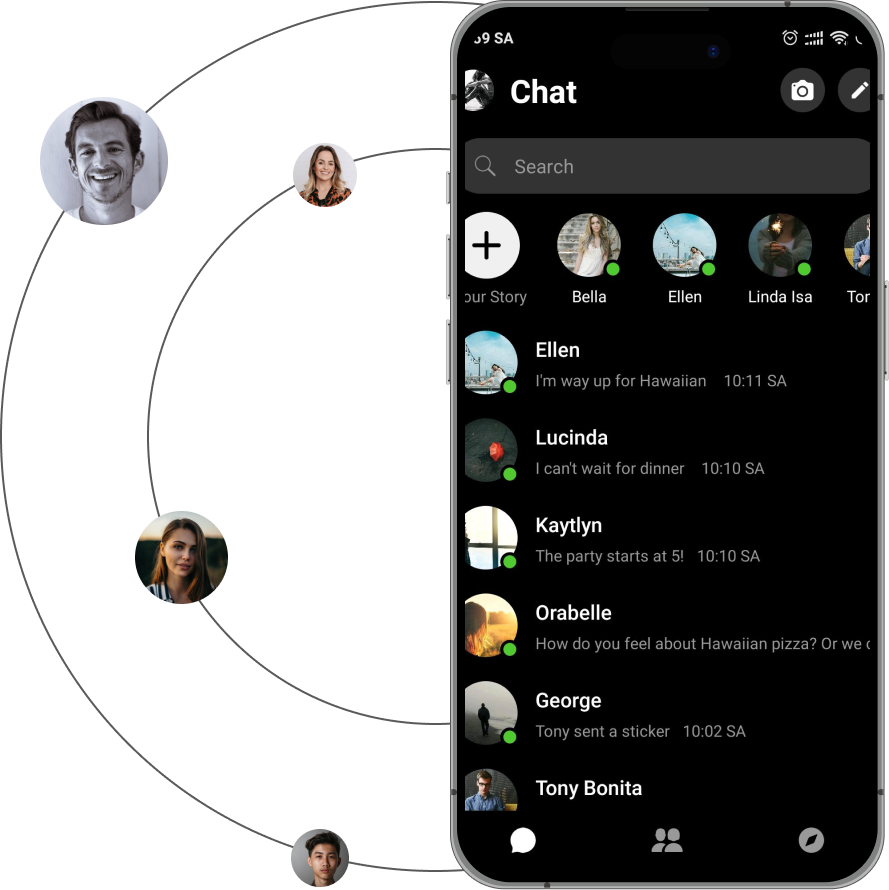 59 SA
Chat
Search
our Story
Bella
Ellen
Linda Isa
Tor
Ellen
I'm way up for Hawaiian 10:11 SA
Lucinda
I can't wait for dinner 10:10 SA
Kaytlyn
The party starts at 5! 10:10 SA
Orabelle
How do you feel about Hawaiian pizza? Or we
George
Tony sent a sticker 10:02 SA
Tony Bonita